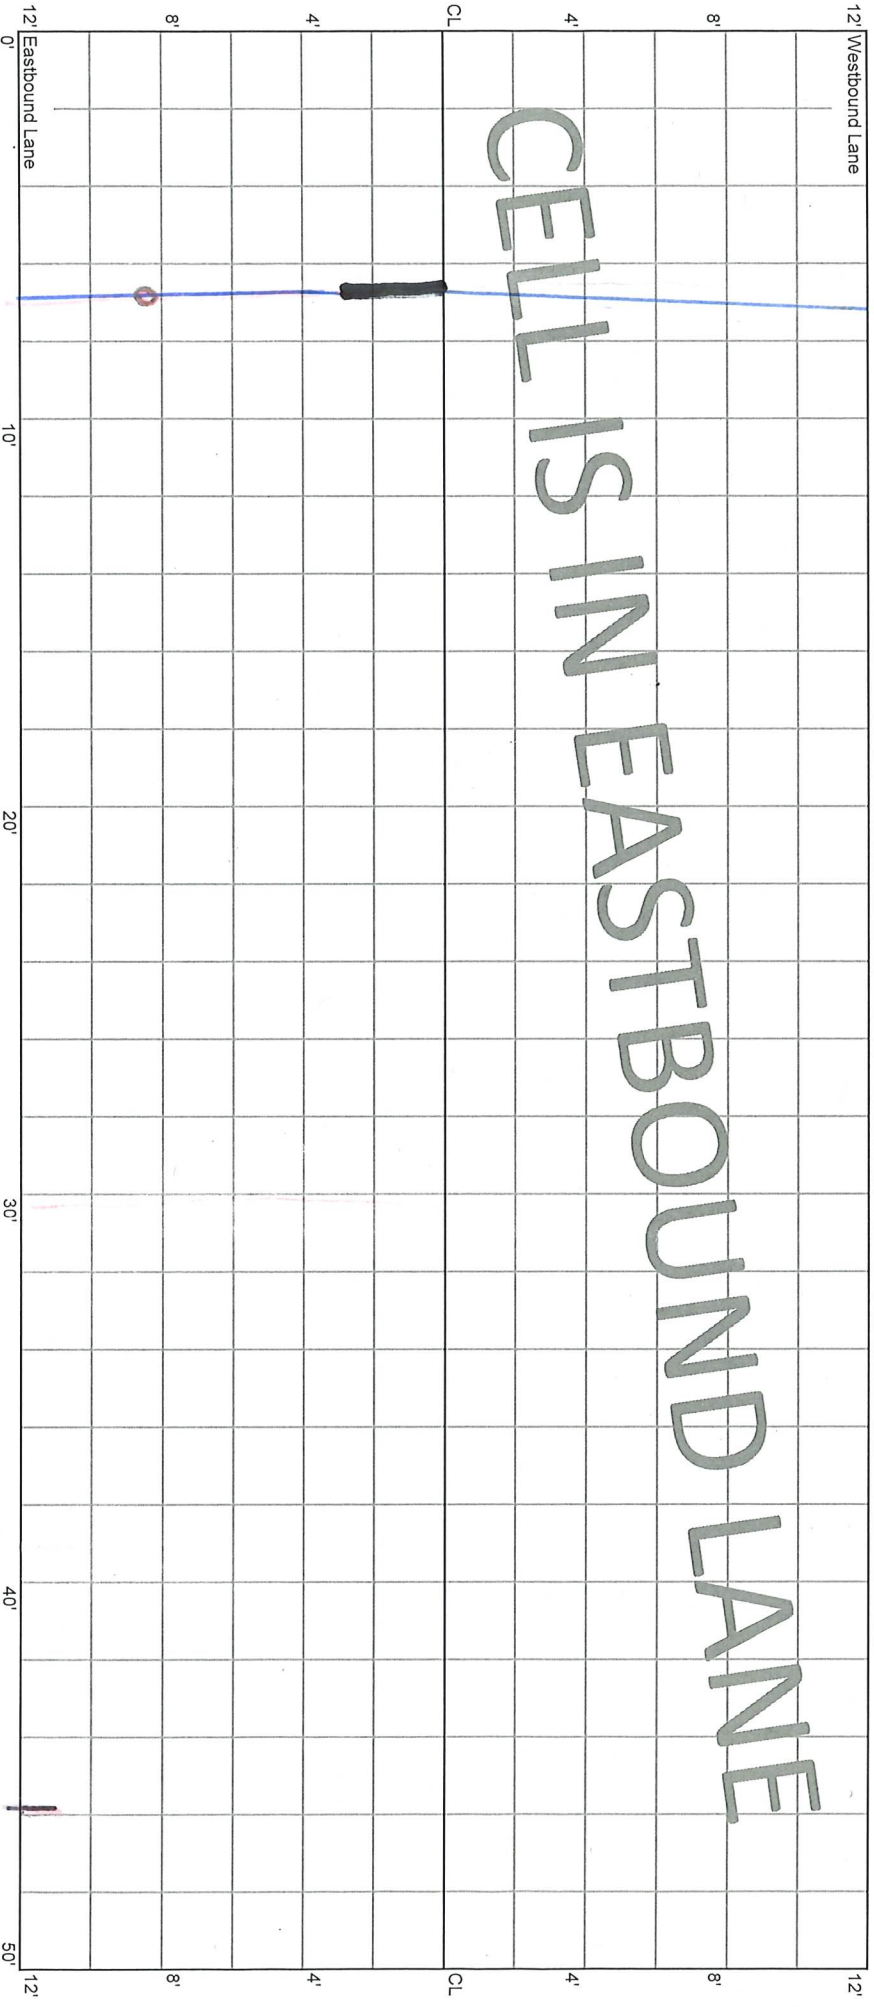 12' 8' 4' CL 4' 8' 12'
Westbound Lane
CELL IS IN EASTBOUND LANE
Eastbound Lane
0' 10' 20' 30' 40' 50'
12' 8' 4' CL 4' 8' 12'